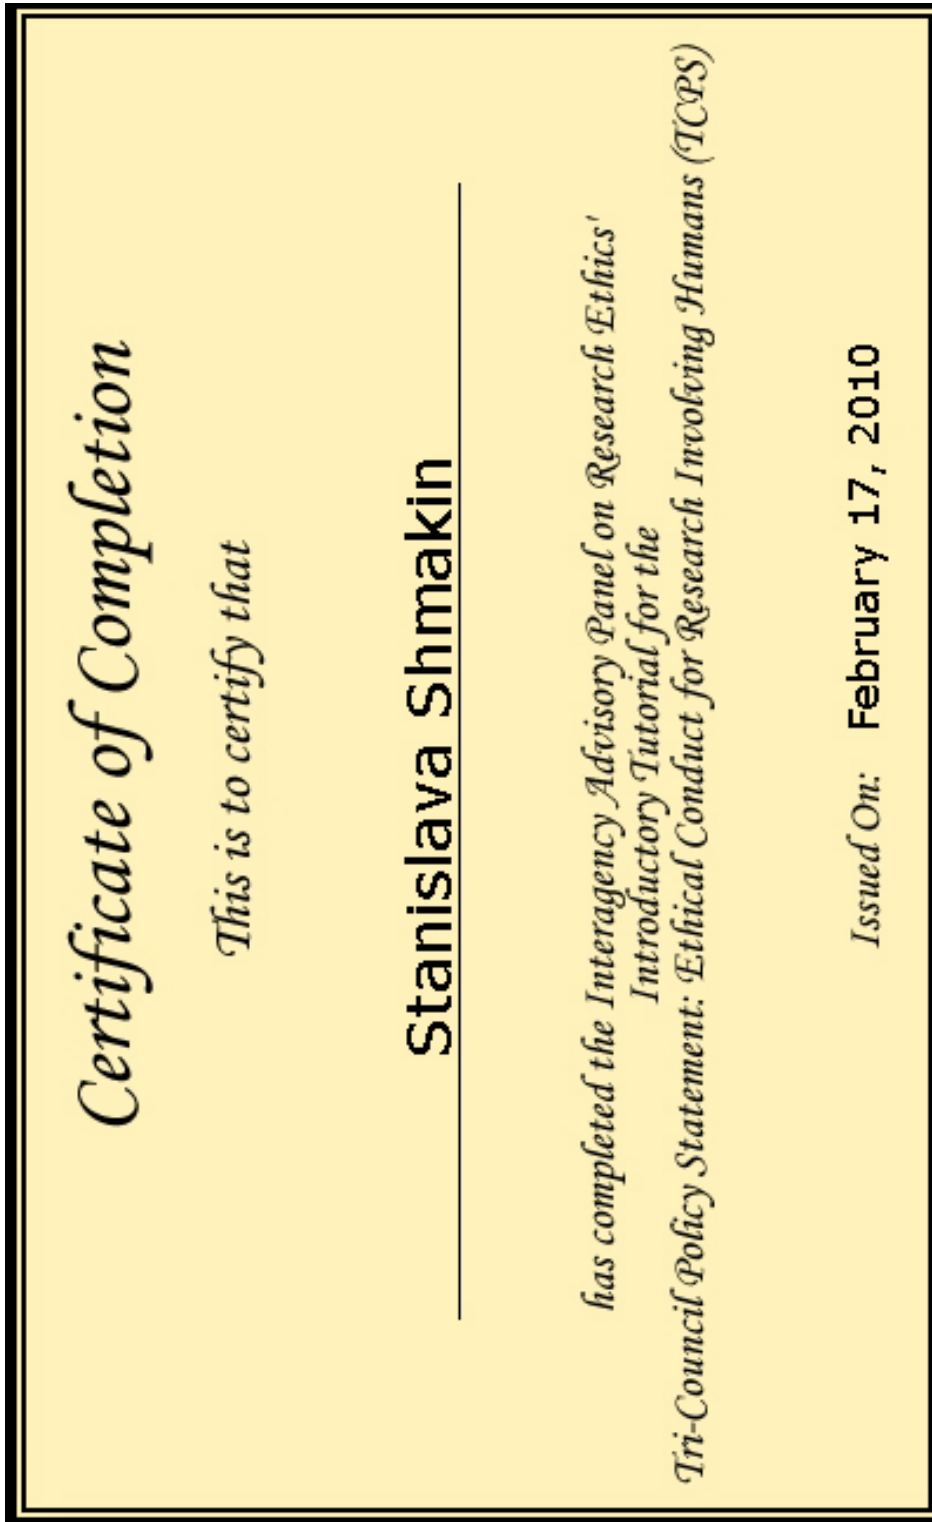 Certificate of Completion
This is to certify that
Stanislava Shmakin
has completed the Interagency Advisory Panel on Research Ethics'
Introductory Tutorial for the
Tri-Council Policy Statement: Ethical Conduct for Research Involving Humans (TCPS)
Issued On: February 17, 2010